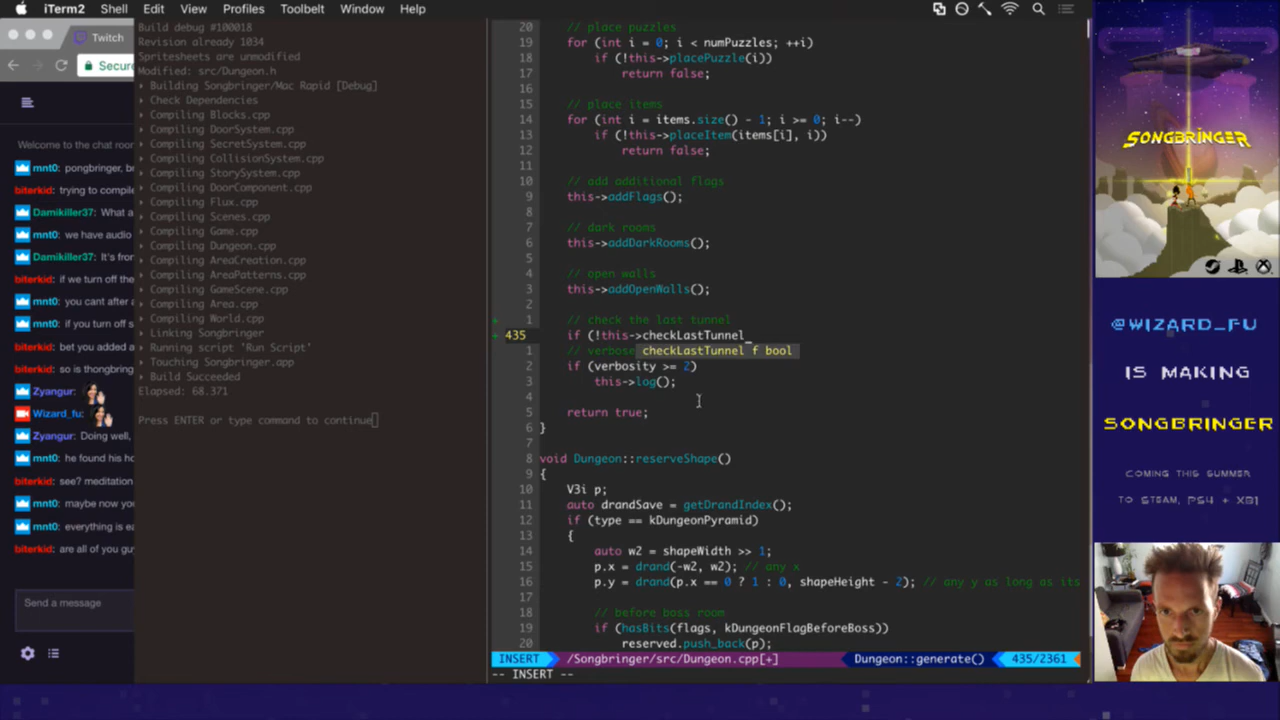 iTerm2 Shell Edit View Profiles Toolbelt Window Help
Twitch
Secure
Welcome to the chat roo
mnt0: pongbringer, br
biterkid: trying to compile
Damikiller37: What a
mnt0: we have audio
Damikiller37: It's fron
biterkid: if we turn off the
mnt0: you cant after a
mnt0: if you turn off s
biterkid: bet you added a
biterkid: so is thongbring
Zyangur:
Wizard_fu:
Zyangur: Doing well,
mnt0: he found his ho
biterkid: see? meditation
mnt0: maybe now you
mnt0: everything is ea
biterkid: are all of you guy
Send a message
Build debug #100018
Revision already 1034
Spritesheets are unmodified
Modified: src/Dungeon.h
Building Songbringer/Mac Rapid [Debug]
Check Dependencies
Compiling Blocks.cpp
Compiling DoorSystem.cpp
Compiling SecretSystem.cpp
Compiling CollisionSystem.cpp
Compiling StorySystem.cpp
Compiling DoorComponent.cpp
Compiling Flux.cpp
Compiling Scenes.cpp
Compiling Game.cpp
Compiling Dungeon.cpp
Compiling AreaCreation.cpp
Compiling AreaPatterns.cpp
Compiling GameScene.cpp
Compiling Area.cpp
Compiling World.cpp
Linking Songbringer
Running script 'Run Script'
Touching Songbringer.app
Build Succeeded
Elapsed: 68.371
Press ENTER or type command to continue
20 // place puzzles
19 for (int i = 0; i < numPuzzles; ++i)
18 if (!this->placePuzzle(i))
17 return false;
16
15 // place items
14 for (int i = items.size() - 1; i >= 0; i--)
13 if (!this->placeItem(items[i], i))
12 return false;
11
10 // add additional flags
9 this->addFlags();
8
7 // dark rooms
6 this->addDarkRooms();
5
4 // open walls
3 this->addOpenWalls();
2
+ 1 // check the last tunnel
+ 435 if (!this->checkLastTunnel_
1 // verbose checkLastTunnel f bool
2 if (verbosity >= 2)
3 this->log();
4
5 return true;
6 }
7
8 void Dungeon::reserveShape()
9 {
10 V3i p;
11 auto drandSave = getDrandIndex();
12 if (type == kDungeonPyramid)
13 {
14 auto w2 = shapeWidth >> 1;
15 p.x = drand(-w2, w2); // any x
16 p.y = drand(p.x == 0 ? 1 : 0, shapeHeight - 2); // any y as long as its
17
18 // before boss room
19 if (hasBits(flags, kDungeonFlagBeforeBoss))
20 reserved.push_back(p);
INSERT /Songbringer/src/Dungeon.cpp[+] Dungeon::generate() 435/2361
-- INSERT --
SONGBRINGER
@WIZARD_FU
IS MAKING
SONGBRINGER
COMING THIS SUMMER
TO STEAM, PS4 + XB1